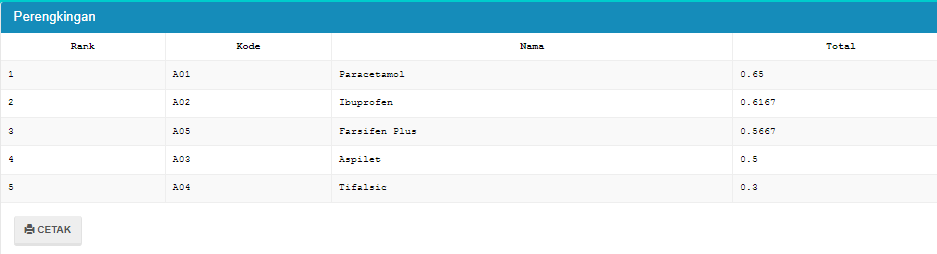 Perengkingan
Rank Kode Nama Total
1 A01 Paracetamol 0.65
2 A02 Ibuprofen 0.6167
3 A05 Farsifen Plus 0.5667
4 A03 Aspilet 0.5
5 A04 Tifalsic 0.3
CETAK